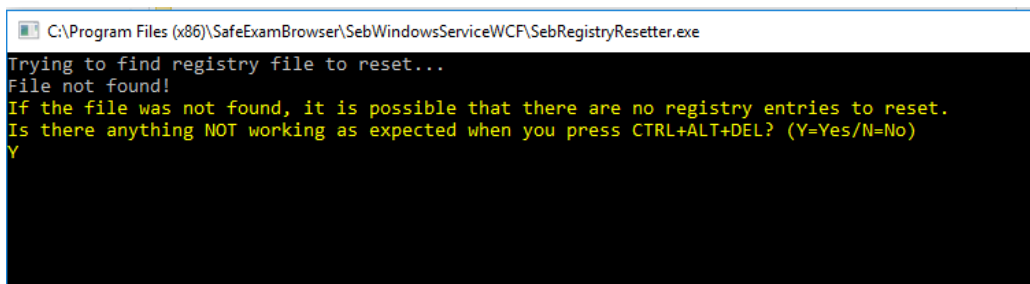 C:\Program Files (x86)\SafeExamBrowser\SebWindowsServiceWCF\SebRegistryResetter.exe
Trying to find registry file to reset...
File not found!
If the file was not found, it is possible that there are no registry entries to reset.
Is there anything NOT working as expected when you press CTRL+ALT+DEL? (Y=Yes/N=No)
Y